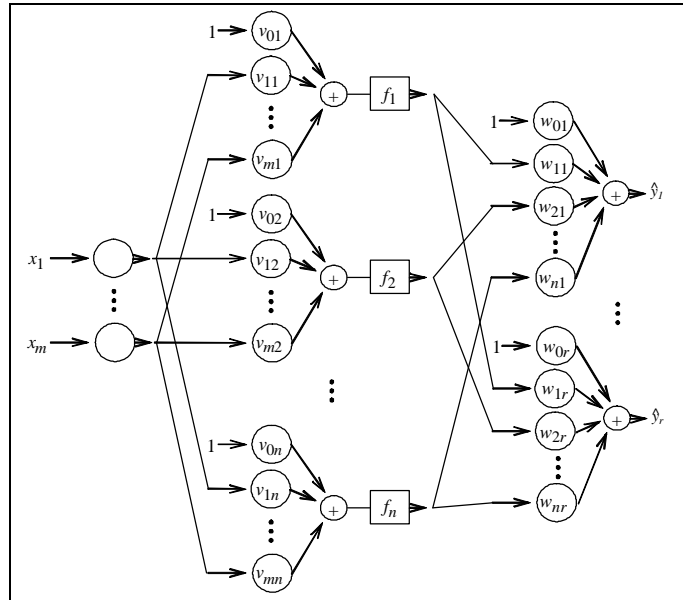 1 v01
v11
+ f1
vm1
1 w01
w11
w21
+ ŷ1
wn1
1 v02
x1
v12
+ f2
xm
vm2
1 w0r
w1r
w2r
+ ŷr
wnr
1 v0n
v1n
+ fn
vmn